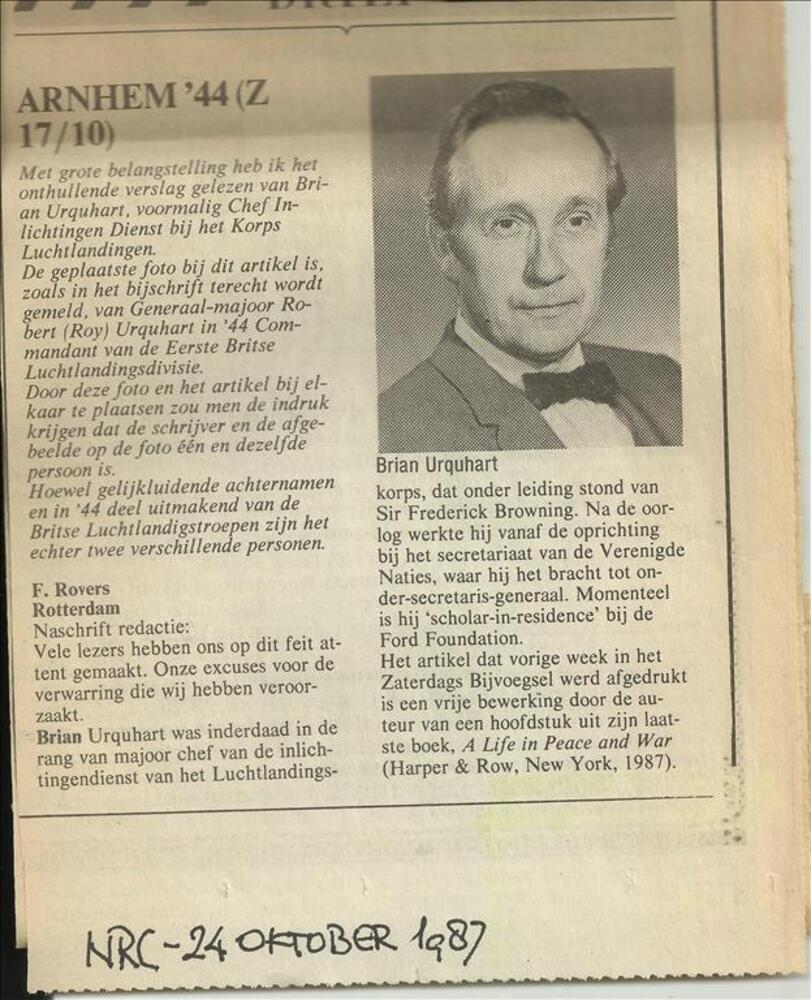 ARNHEM '44 (Z
17/10)
Met grote belangstelling heb ik het
onthullende verslag gelezen van Bri-
an Urquhart, voormalig Chef In-
lichtingen Dienst bij het Korps
Luchtlandingen.
De geplaatste foto bij dit artikel is,
zoals in het bijschrift terecht wordt
gemeld, van Generaal-majoor Ro-
bert (Roy) Urquhart in '44 Com-
mandant van de Eerste Britse
Luchtlandingsdivisie.
Door deze foto en het artikel bij el-
kaar te plaatsen zou men de indruk
krijgen dat de schrijver en de afge-
beelde op de foto één en dezelfde
persoon is.
Hoewel gelijkluidende achternamen
en in '44 deel uitmakend van de
Britse Luchtlandigstroepen zijn het
echter twee verschillende personen.
F. Rovers
Rotterdam
Naschrift redactie:
Vele lezers hebben ons op dit feit at-
tent gemaakt. Onze excuses voor de
verwarring die wij hebben veroor-
zaakt.
Brian Urquhart was inderdaad in de
rang van majoor chef van de inlich-
tingendienst van het Luchtlandings-
Brian Urquhart
korps, dat onder leiding stond van
Sir Frederick Browning. Na de oor-
log werkte hij vanaf de oprichting
bij het secretariaat van de Verenigde
Naties, waar hij het bracht tot on-
der-secretaris-generaal. Momenteel
is hij 'scholar-in-residence' bij de
Ford Foundation.
Het artikel dat vorige week in het
Zaterdags Bijvoegsel werd afgedrukt
is een vrije bewerking door de au-
teur van een hoofdstuk uit zijn laat-
ste boek, A Life in Peace and War
(Harper & Row, New York, 1987).
NRC - 24 OKTOBER 1987